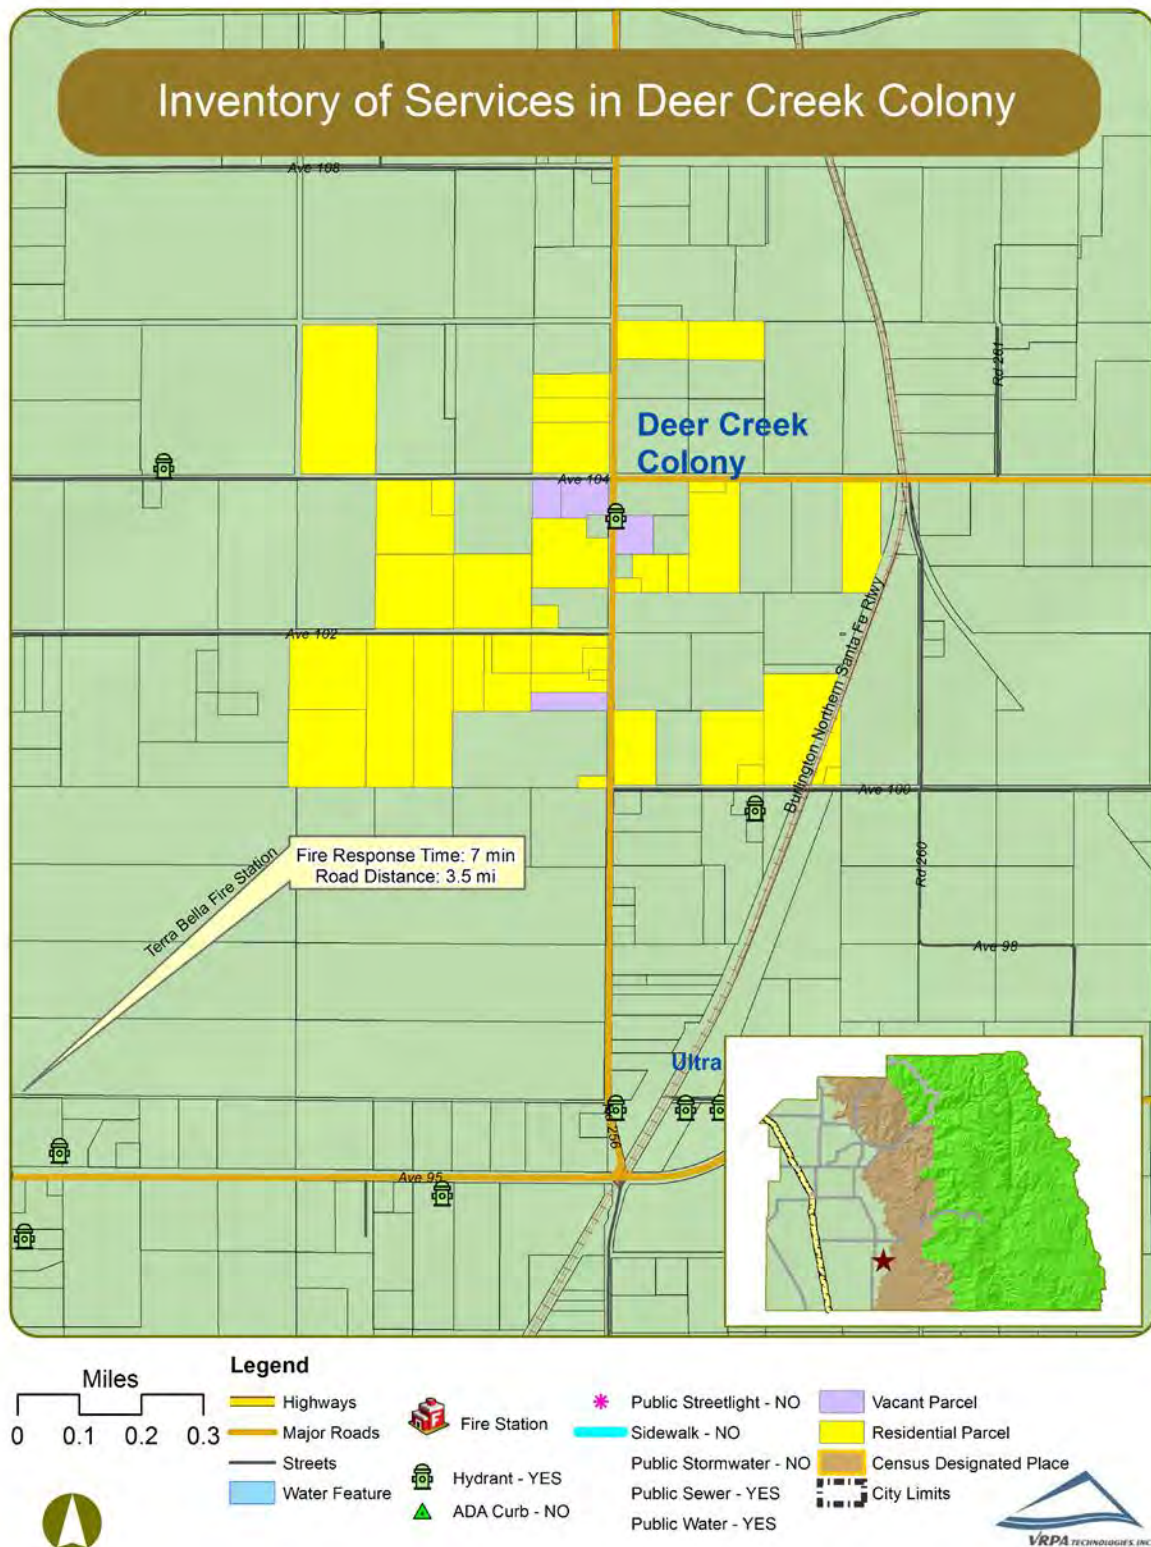 Inventory of Services in Deer Creek Colony
Ave 108
Rd 261
Deer Creek
Colony
Ave 104
Ave 102
Burlington Northern Santa Fe Rlwy
Ave 100
Rd 260
Fire Response Time: 7 min
Road Distance: 3.5 mi
Terra Bella Fire Station
Ave 98
Ultra
256
Ave 95
Miles
0 0.1 0.2 0.3
Legend
Highways
Major Roads
Streets
Water Feature
Fire Station
Hydrant - YES
ADA Curb - NO
Public Streetlight - NO
Sidewalk - NO
Public Stormwater - NO
Public Sewer - YES
Public Water - YES
Vacant Parcel
Residential Parcel
Census Designated Place
City Limits
VRPA TECHNOLOGIES, INC.